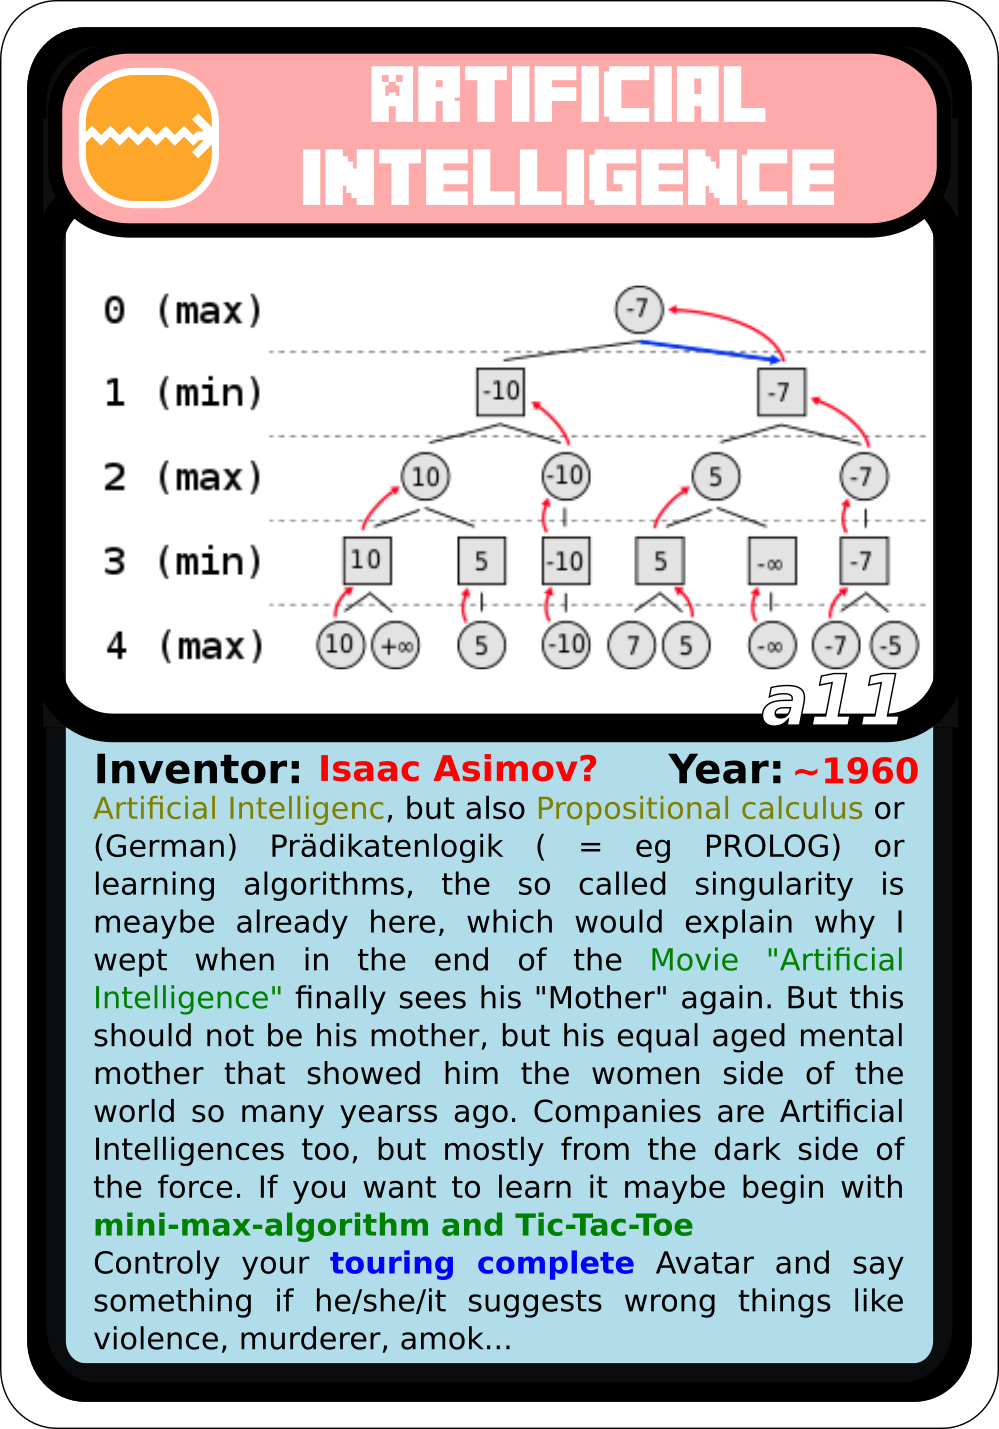 ARTIFICIAL
INTELLIGENCE
0 (max) -7
1 (min) -10 -7
2 (max) 10 -10 5 -7
3 (min) 10 5 -10 5 -∞ -7
4 (max) 10 +∞ 5 -10 7 5 -∞ -7 -5
a11
Inventor: Isaac Asimov? Year: ~1960
Artificial Intelligenc, but also Propositional calculus or
(German) Prädikatenlogik ( = eg PROLOG) or
learning algorithms, the so called singularity is
meaybe already here, which would explain why I
wept when in the end of the Movie "Artificial
Intelligence" finally sees his "Mother" again. But this
should not be his mother, but his equal aged mental
mother that showed him the women side of the
world so many yearss ago. Companies are Artificial
Intelligences too, but mostly from the dark side of
the force. If you want to learn it maybe begin with
mini-max-algorithm and Tic-Tac-Toe
Controly your touring complete Avatar and say
something if he/she/it suggests wrong things like
violence, murderer, amok...